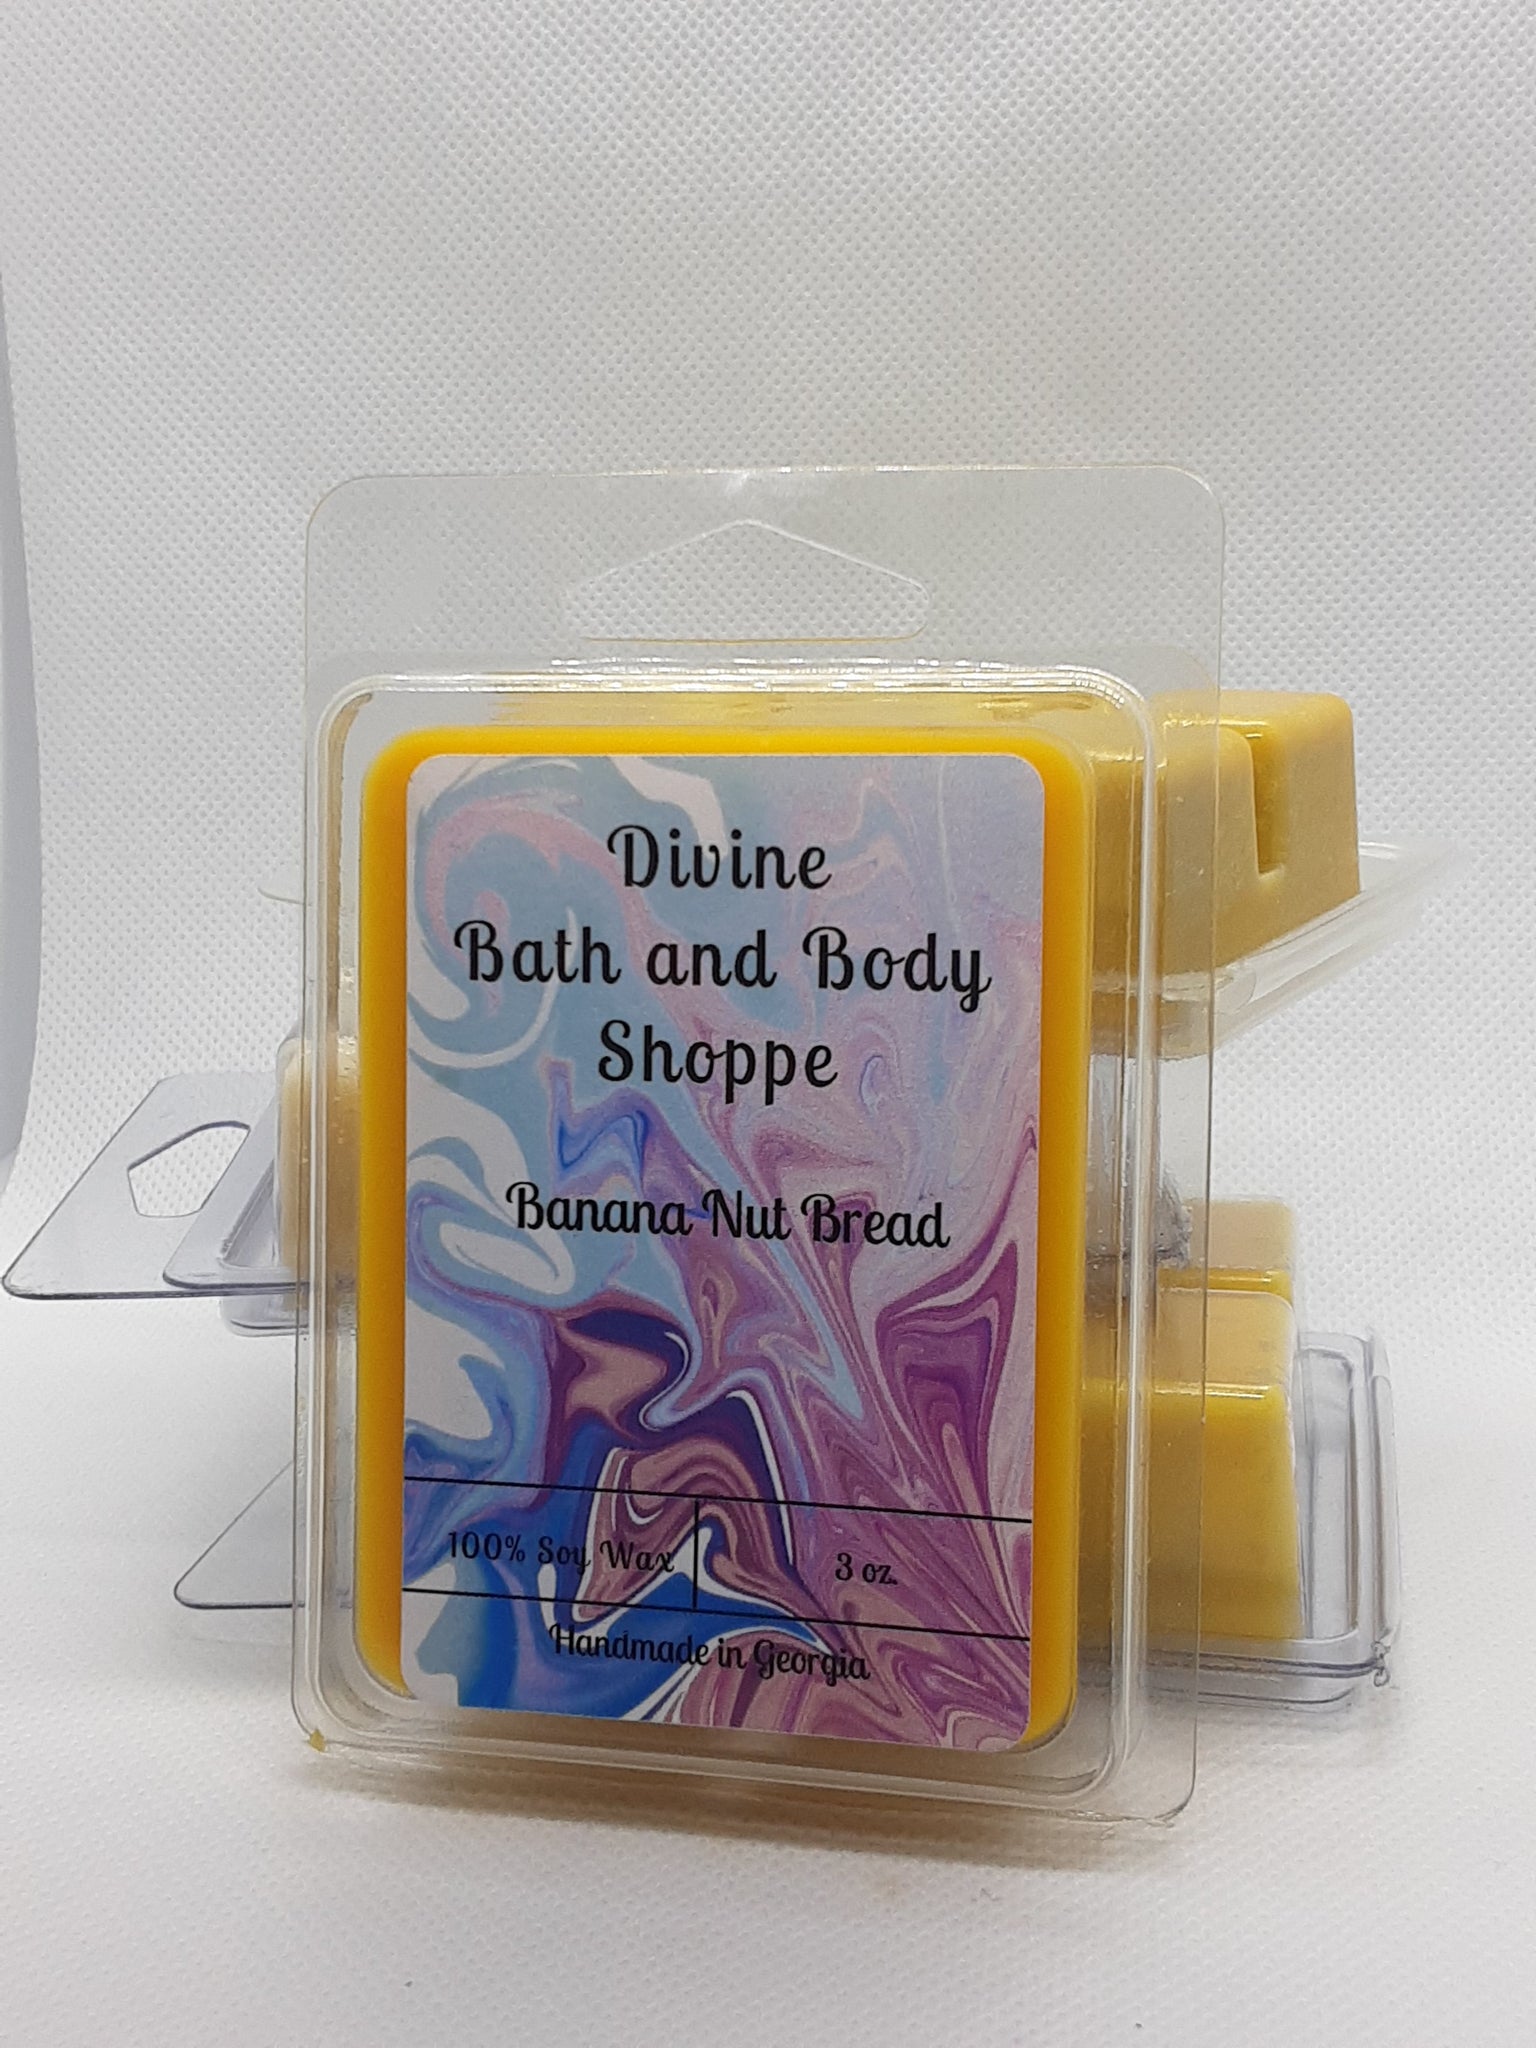 Divine
Bath and Body
Shoppe
Banana Nut Bread
100% Soy Wax
3 oz.
Handmade in Georgia